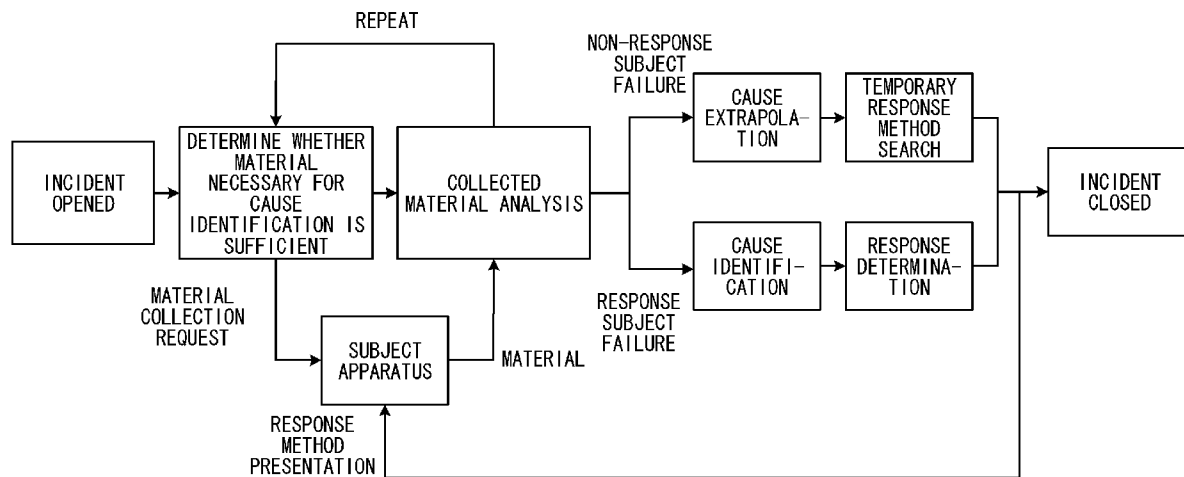 REPEAT
NON-RESPONSE
SUBJECT
FAILURE
INCIDENT
OPENED
DETERMINE WHETHER
MATERIAL
NECESSARY FOR
CAUSE
IDENTIFICATION IS
SUFFICIENT
COLLECTED
MATERIAL ANALYSIS
CAUSE
EXTRAPOLA-
TION
TEMPORARY
RESPONSE
METHOD
SEARCH
INCIDENT
CLOSED
CAUSE
IDENTIFI-
CATION
RESPONSE
DETERMINA-
TION
MATERIAL
COLLECTION
REQUEST
RESPONSE
SUBJECT
FAILURE
SUBJECT
APPARATUS
MATERIAL
RESPONSE
METHOD
PRESENTATION